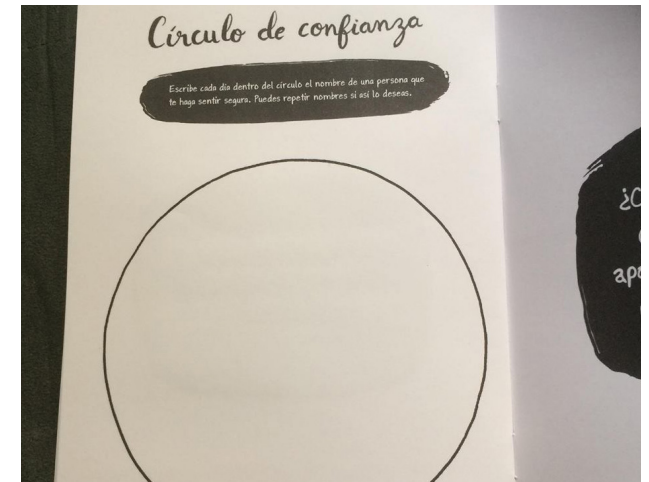 Círculo de confianza
Escribe cada día dentro del círculo el nombre de una persona que
te haga sentir segura. Puedes repetir nombres si así lo deseas.